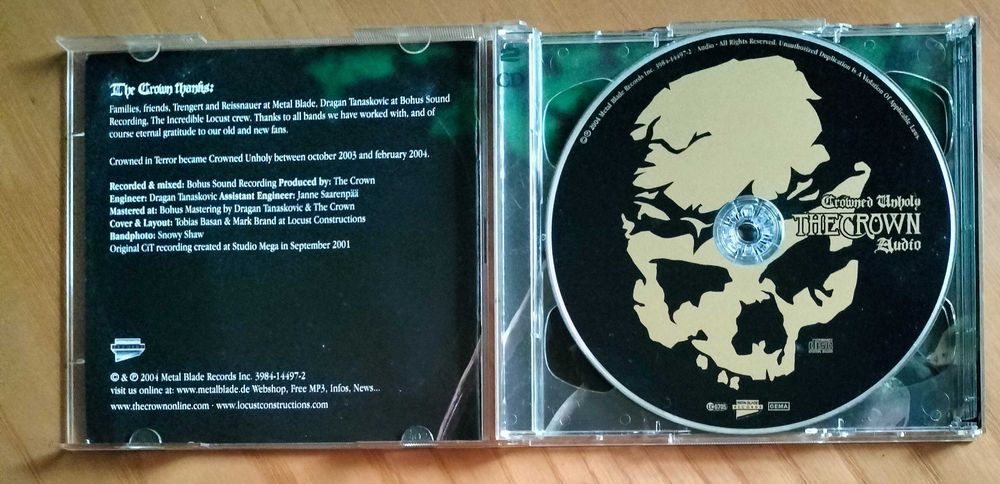 The Crown thanks:
Families, friends, Trengert and Reissnauer at Metal Blade, Dragan Tanaskovic at Bohus Sound
Recording, The Incredible Locust crew. Thanks to all bands we have worked with, and of
course eternal gratitude to our old and new fans.
Crowned in Terror became Crowned Unholy between october 2003 and february 2004.
Recorded & mixed: Bohus Sound Recording Produced by: The Crown
Engineer: Dragan Tanaskovic Assistant Engineer: Janne Saarenpää
Mastered at: Bohus Mastering by Dragan Tanaskovic & The Crown
Cover & Layout: Tobias Basan & Mark Brand at Locust Constructions
Bandphoto: Snowy Shaw
Original CiT recording created at Studio Mega in September 2001
© & ℗ 2004 Metal Blade Records Inc. 3984-14497-2
visit us online at: www.metalblade.de Webshop, Free MP3, Infos, News...
www.thecrownonline.com · www.locustconstructions.com
2
CD
©℗ 2004 Metal Blade Records Inc. 3984-14497-2 Audio · All Rights Reserved. Unauthorized Duplication Is A Violation Of Applicable Laws
Crowned Unholy
THE CROWN
Audio
LC 6795
METAL BLADE
RECORDS
GEMA